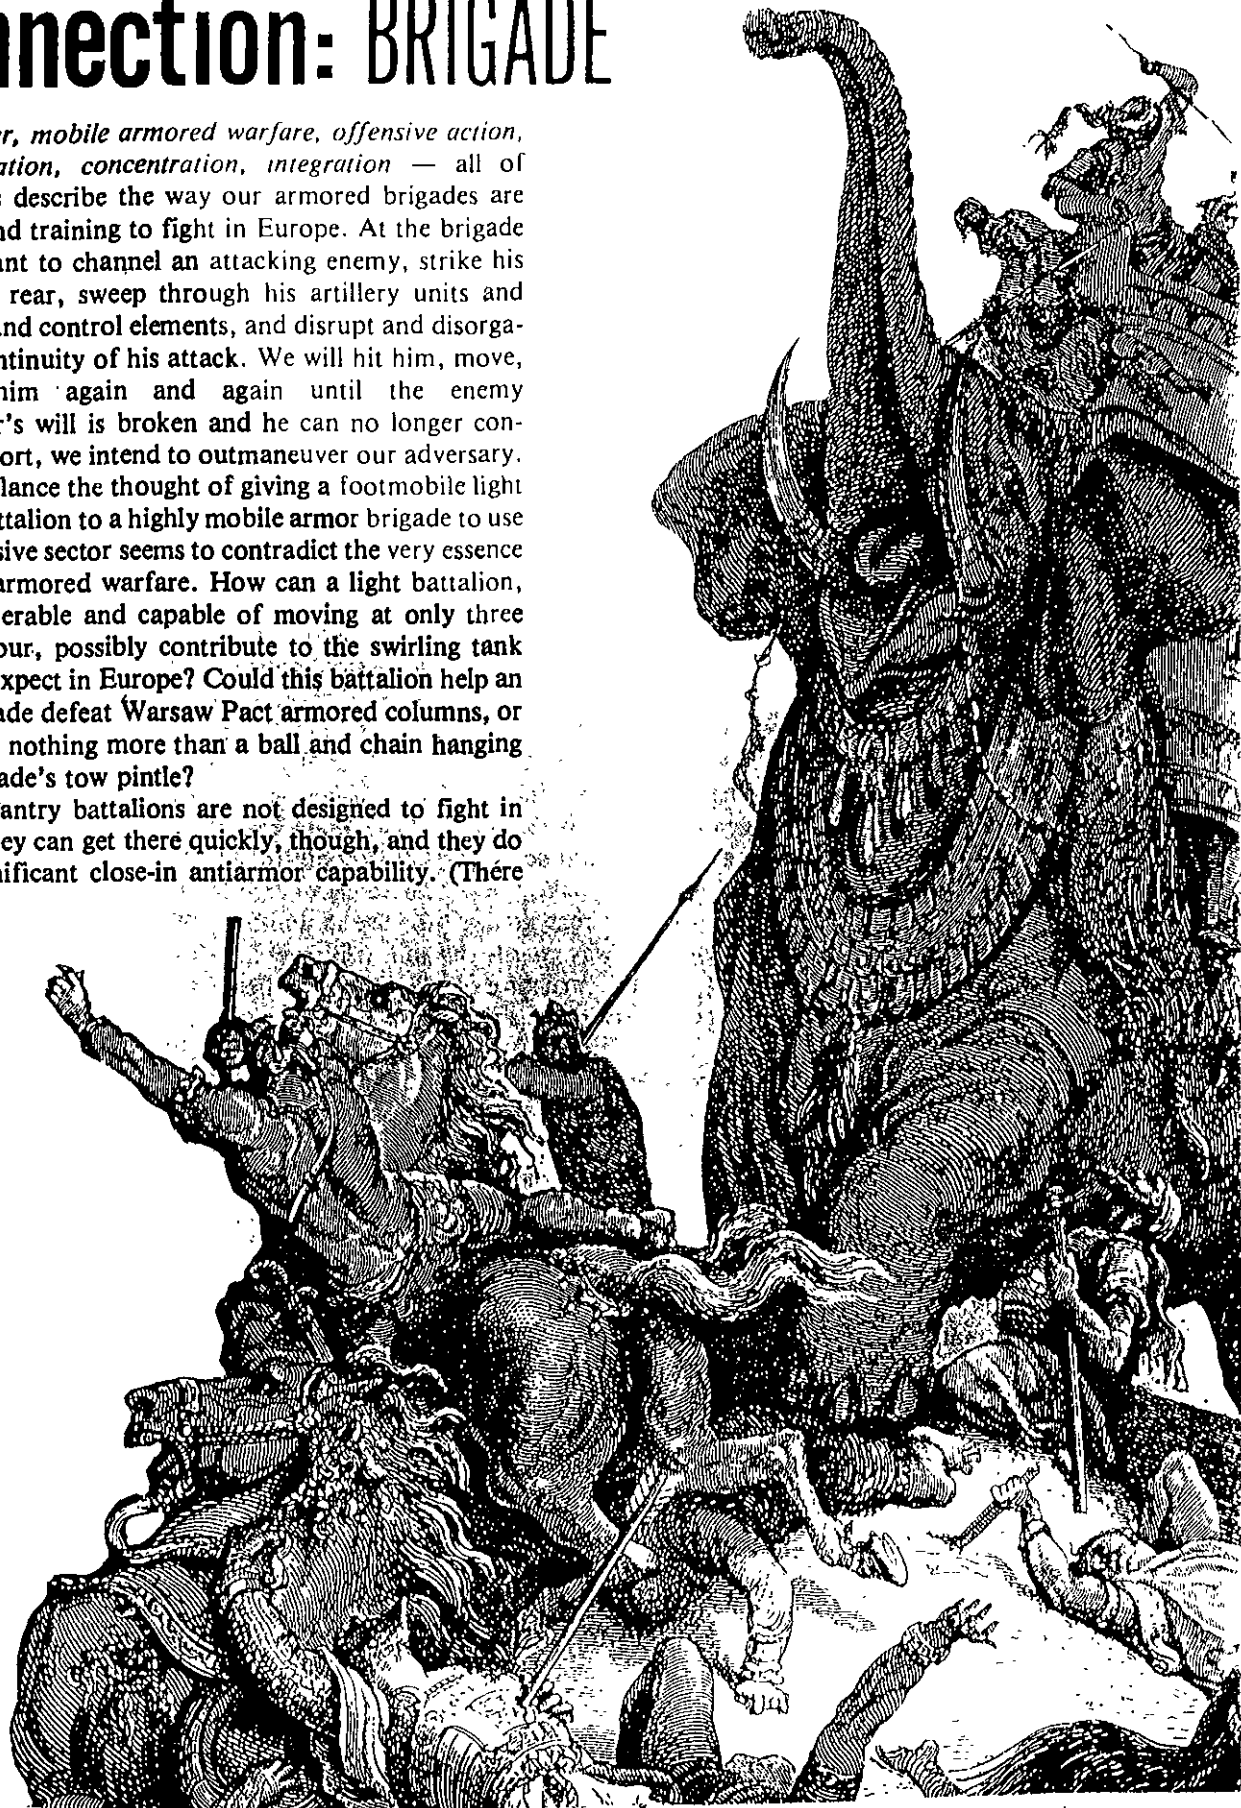 nnection: BRIGADE
r, mobile armored warfare, offensive action,
ation, concentration, integration — all of
s describe the way our armored brigades are
nd training to fight in Europe. At the brigade
ant to channel an attacking enemy, strike his
rear, sweep through his artillery units and
and control elements, and disrupt and disorga-
ntinuity of his attack. We will hit him, move,
him again and again until the enemy
r's will is broken and he can no longer con-
ort, we intend to outmaneuver our adversary.
lance the thought of giving a footmobile light
ttalion to a highly mobile armor brigade to use
sive sector seems to contradict the very essence
armored warfare. How can a light battalion,
erable and capable of moving at only three
our, possibly contribute to the swirling tank
xpect in Europe? Could this battalion help an
ade defeat Warsaw Pact armored columns, or
nothing more than a ball and chain hanging
ade's tow pintle?
antry battalions are not designed to fight in
ey can get there quickly, though, and they do
nificant close-in antiarmor capability. (There